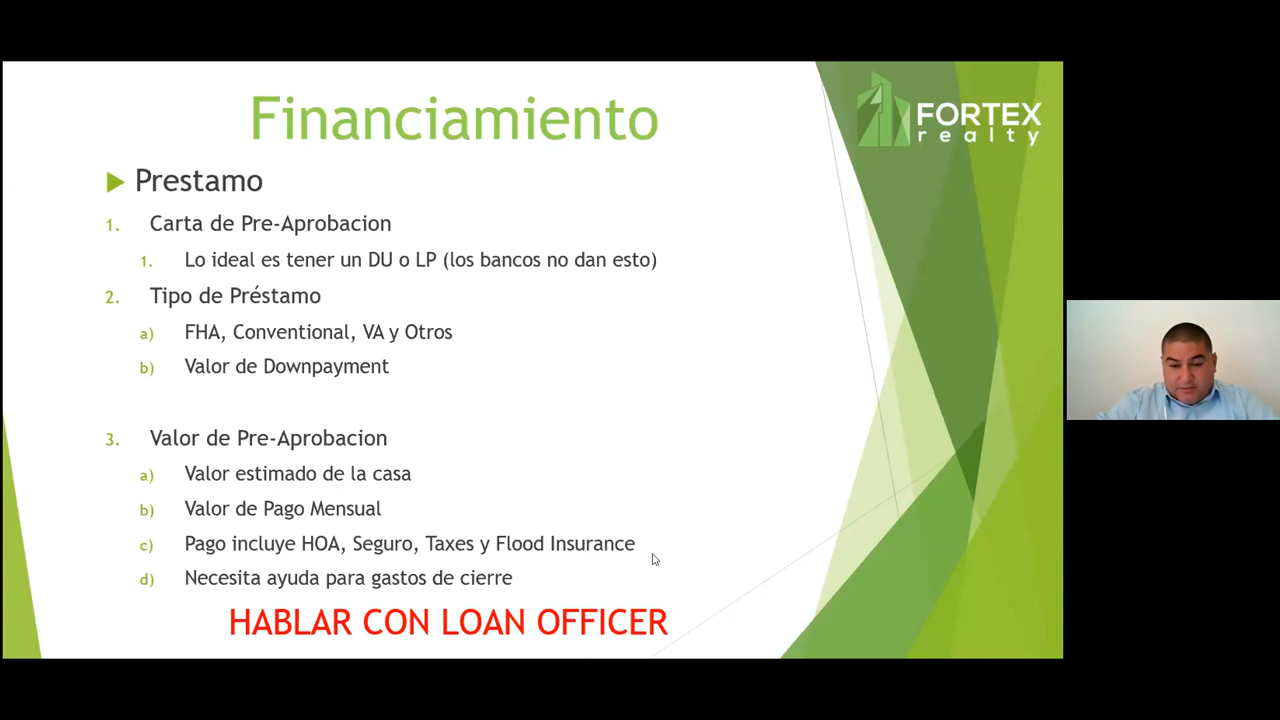 Financiamiento
FORTEX
realty
Prestamo
1. Carta de Pre-Aprobacion
1. Lo ideal es tener un DU o LP (los bancos no dan esto)
2. Tipo de Préstamo
a) FHA, Conventional, VA y Otros
b) Valor de Downpayment
3. Valor de Pre-Aprobacion
a) Valor estimado de la casa
b) Valor de Pago Mensual
c) Pago incluye HOA, Seguro, Taxes y Flood Insurance
d) Necesita ayuda para gastos de cierre
HABLAR CON LOAN OFFICER